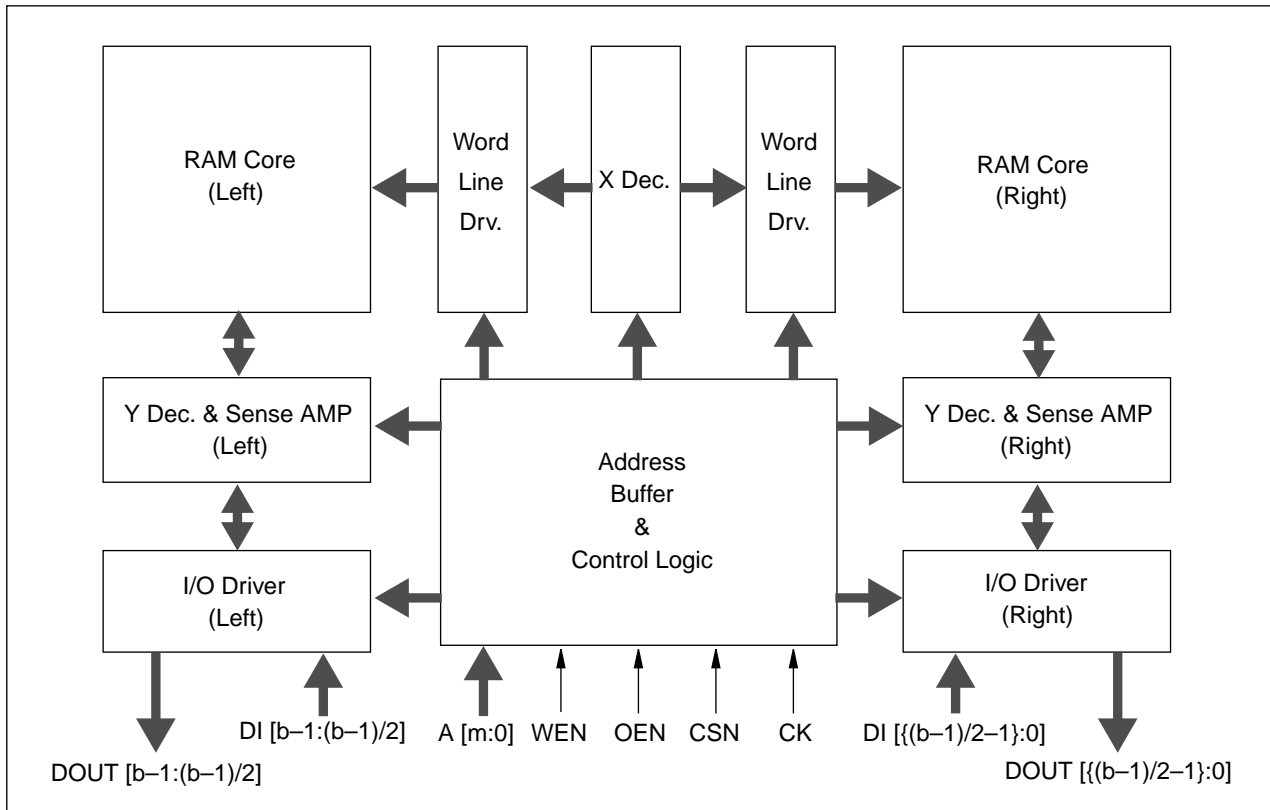 RAM Core
(Left)
Word
Line
Drv.
X Dec.
Word
Line
Drv.
RAM Core
(Right)
Y Dec. & Sense AMP
(Left)
Address
Buffer
&
Control Logic
Y Dec. & Sense AMP
(Right)
I/O Driver
(Left)
I/O Driver
(Right)
DI [b–1:(b–1)/2]
A [m:0]
WEN
OEN
CSN
CK
DI [{(b–1)/2–1}:0]
DOUT [b–1:(b–1)/2]
DOUT [{(b–1)/2–1}:0]